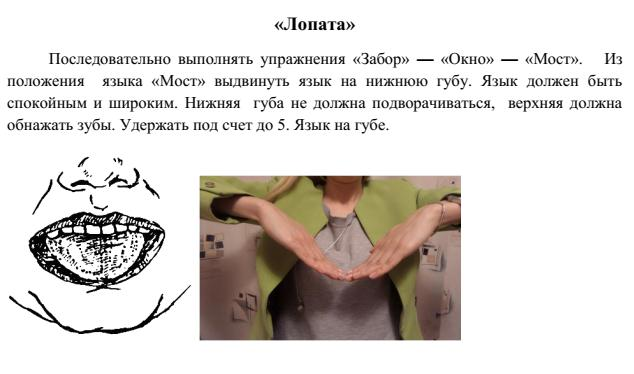 «Лопата»
Последовательно выполнять упражнения «Забор» — «Окно» — «Мост». Из
положения языка «Мост» выдвинуть язык на нижнюю губу. Язык должен быть
спокойным и широким. Нижняя губа не должна подворачиваться, верхняя должна
обнажать зубы. Удержать под счет до 5. Язык на губе.